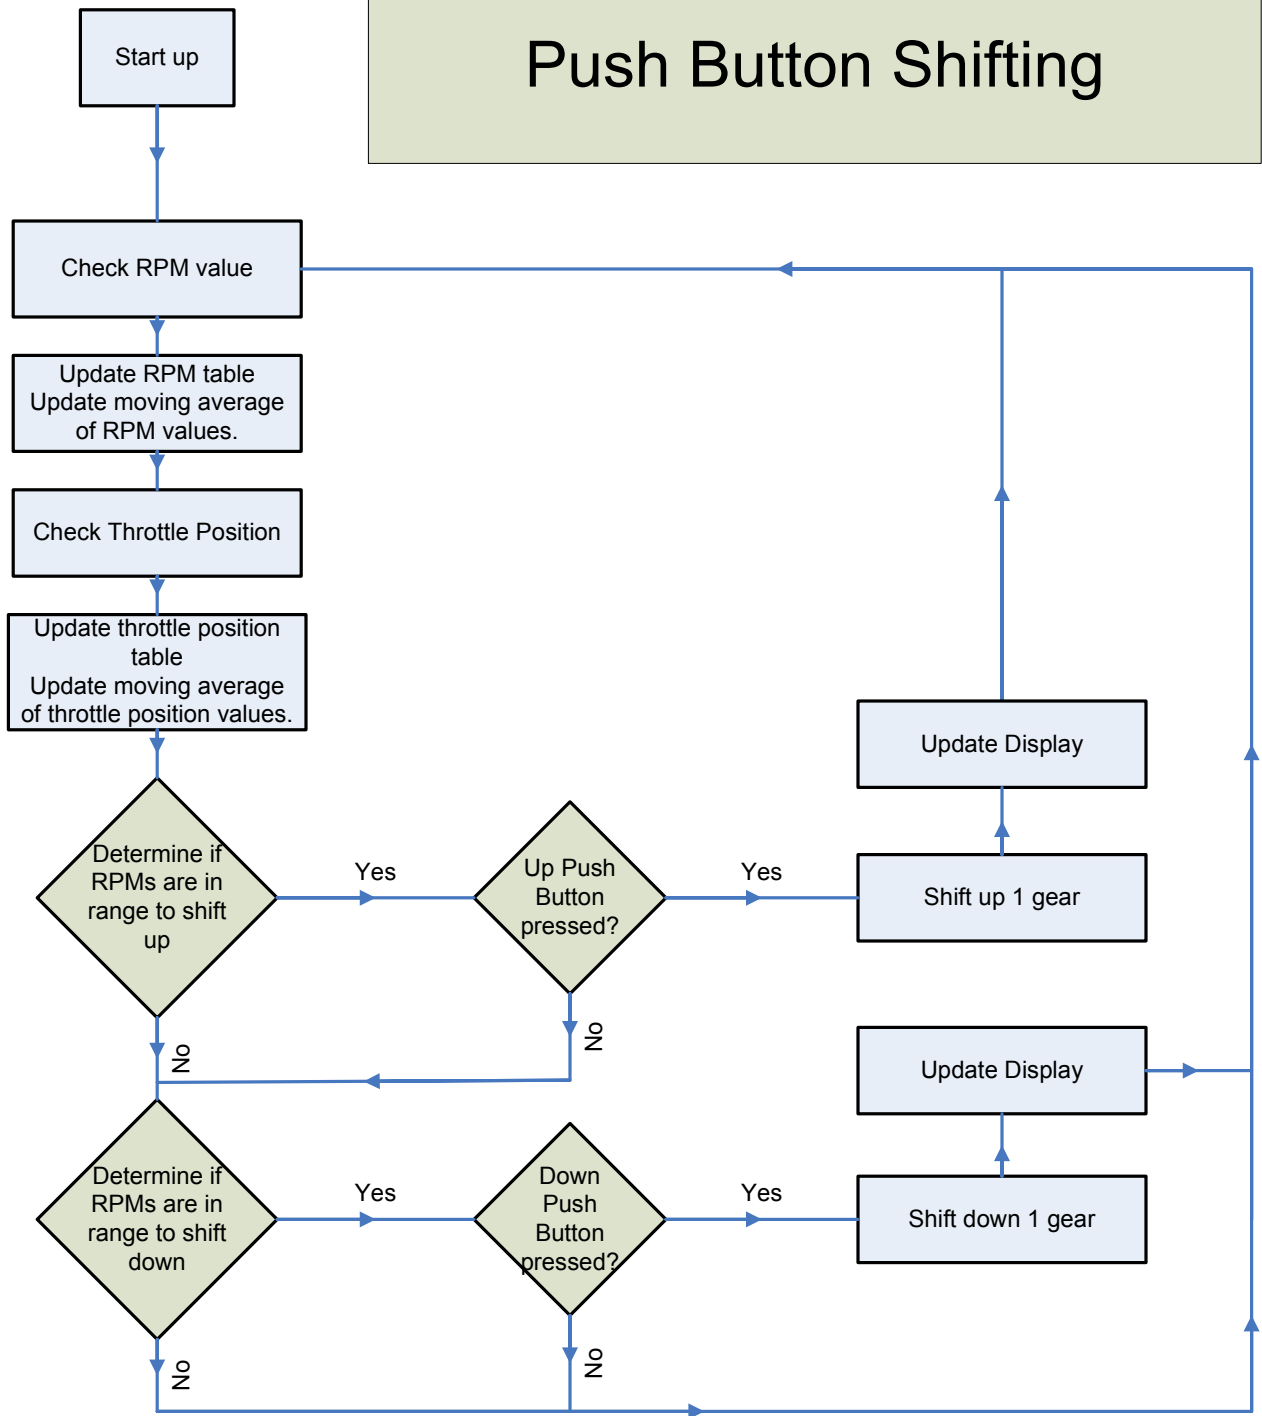 Start up
Push Button Shifting
Check RPM value
Update RPM table
Update moving average
of RPM values.
Check Throttle Position
Update throttle position
table
Update moving average
of throttle position values.
Update Display
Determine if
RPMs are in
range to shift
up
Yes
Up Push
Button
pressed?
Yes
Shift up 1 gear
No
No
Update Display
Determine if
RPMs are in
range to shift
down
Yes
Down
Push
Button
pressed?
Yes
Shift down 1 gear
No
No